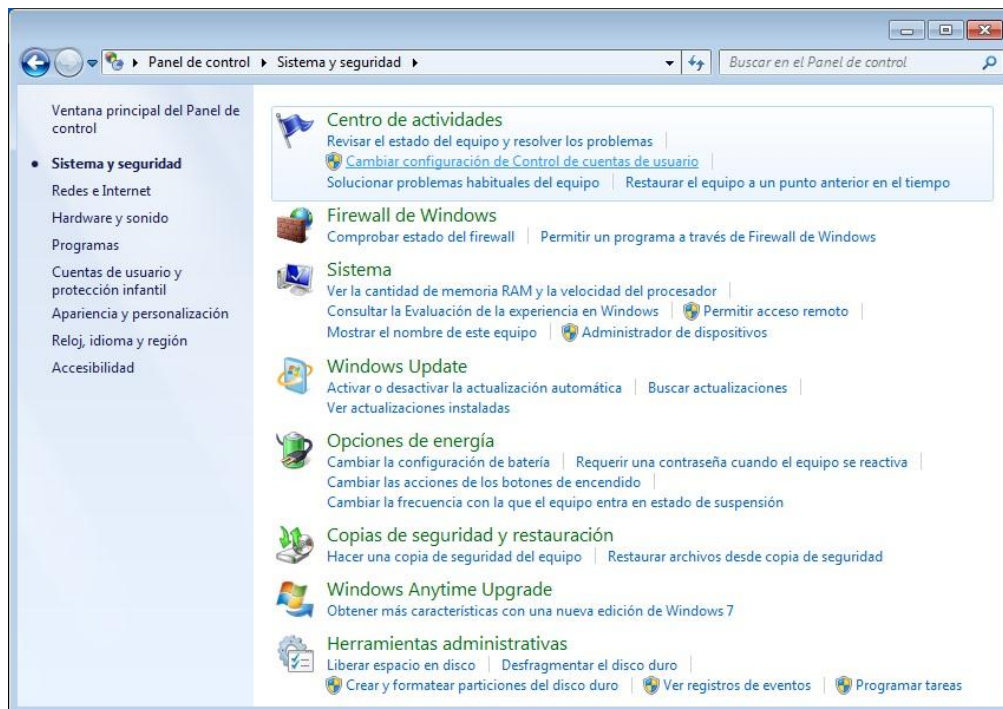 Panel de control Sistema y seguridad Buscar en el Panel de control
Ventana principal del Panel de
control
Sistema y seguridad
Redes e Internet
Hardware y sonido
Programas
Cuentas de usuario y
protección infantil
Apariencia y personalización
Reloj, idioma y región
Accesibilidad
Centro de actividades
Revisar el estado del equipo y resolver los problemas
Cambiar configuración de Control de cuentas de usuario
Solucionar problemas habituales del equipo Restaurar el equipo a un punto anterior en el tiempo
Firewall de Windows
Comprobar estado del firewall Permitir un programa a través de Firewall de Windows
Sistema
Ver la cantidad de memoria RAM y la velocidad del procesador
Consultar la Evaluación de la experiencia en Windows Permitir acceso remoto
Mostrar el nombre de este equipo Administrador de dispositivos
Windows Update
Activar o desactivar la actualización automática Buscar actualizaciones
Ver actualizaciones instaladas
Opciones de energía
Cambiar la configuración de batería Requerir una contraseña cuando el equipo se reactiva
Cambiar las acciones de los botones de encendido
Cambiar la frecuencia con la que el equipo entra en estado de suspensión
Copias de seguridad y restauración
Hacer una copia de seguridad del equipo Restaurar archivos desde copia de seguridad
Windows Anytime Upgrade
Obtener más características con una nueva edición de Windows 7
Herramientas administrativas
Liberar espacio en disco Desfragmentar el disco duro
Crear y formatear particiones del disco duro Ver registros de eventos Programar tareas